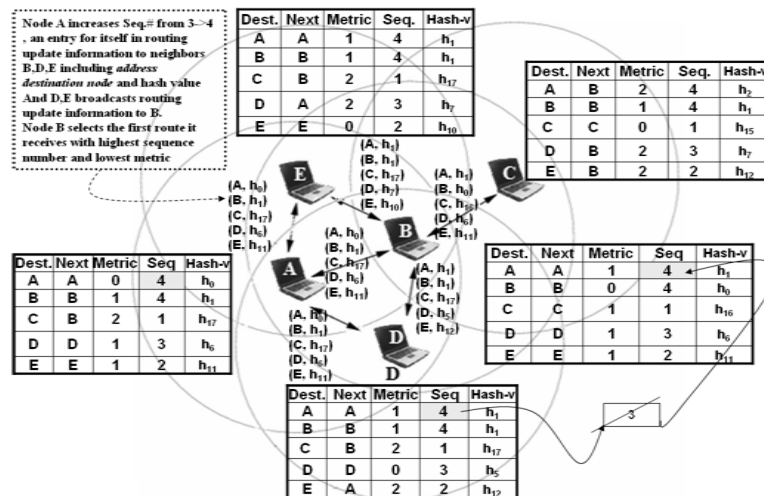 Node A increases Seq.# from 3->4
, an entry for itself in routing
update information to neighbors
B,D,E including address
destination node and hash value
And D,E broadcasts routing
update information to B.
Node B selects the first route it
receives with highest sequence
number and lowest metric
Dest. Next Metric Seq. Hash-v
A A 1 4 h1
B B 1 4 h1
C B 2 1 h17
D A 2 3 h7
E E 0 2 h10
Dest. Next Metric Seq. Hash-v
A B 2 4 h2
B B 1 4 h1
C C 0 1 h15
D B 2 3 h7
E B 2 2 h12
E
(A, h0)
(B, h1)
(C, h17)
(D, h6)
(E, h11)
(A, h1)
(B, h1)
(C, h17)
(D, h7)
(E, h10)
C
(A, h1)
(B, h0)
(C, h16)
(D, h6)
(E, h11)
B
(A, h0)
(B, h1)
(C, h17)
(D, h6)
(E, h11)
A
(A, h1)
(B, h1)
(C, h17)
(D, h5)
(E, h12)
(B, h1)
(C, h17)
(D, h6)
(E, h11)
D
D
Dest. Next Metric Seq Hash-v
A A 0 4 h0
B B 1 4 h1
C B 2 1 h17
D D 1 3 h6
E E 1 2 h11
Dest. Next Metric Seq Hash-v
A A 1 4 h1
B B 0 4 h0
C C 1 1 h16
D D 1 3 h6
E E 1 2 h11
3
Dest. Next Metric Seq Hash-v
A A 1 4 h1
B B 1 4 h1
C B 2 1 h17
D D 0 3 h5
E A 2 2 h12